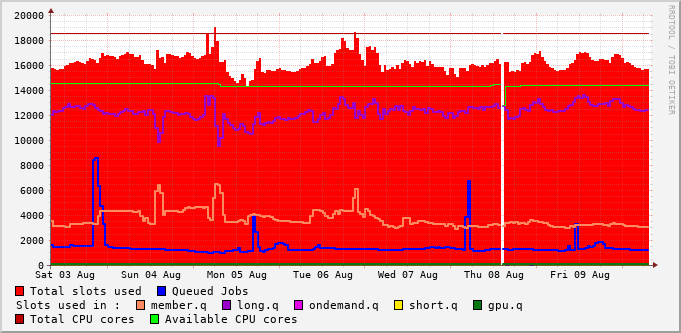 20000
18000
16000
14000
12000
10000
8000
6000
4000
2000
0
Sat 03 Aug Sun 04 Aug Mon 05 Aug Tue 06 Aug Wed 07 Aug Thu 08 Aug Fri 09 Aug
Total slots used Queued Jobs
Slots used in : member.q long.q ondemand.q short.q gpu.q
Total CPU cores Available CPU cores
RRDTOOL / TOBI OETIKER